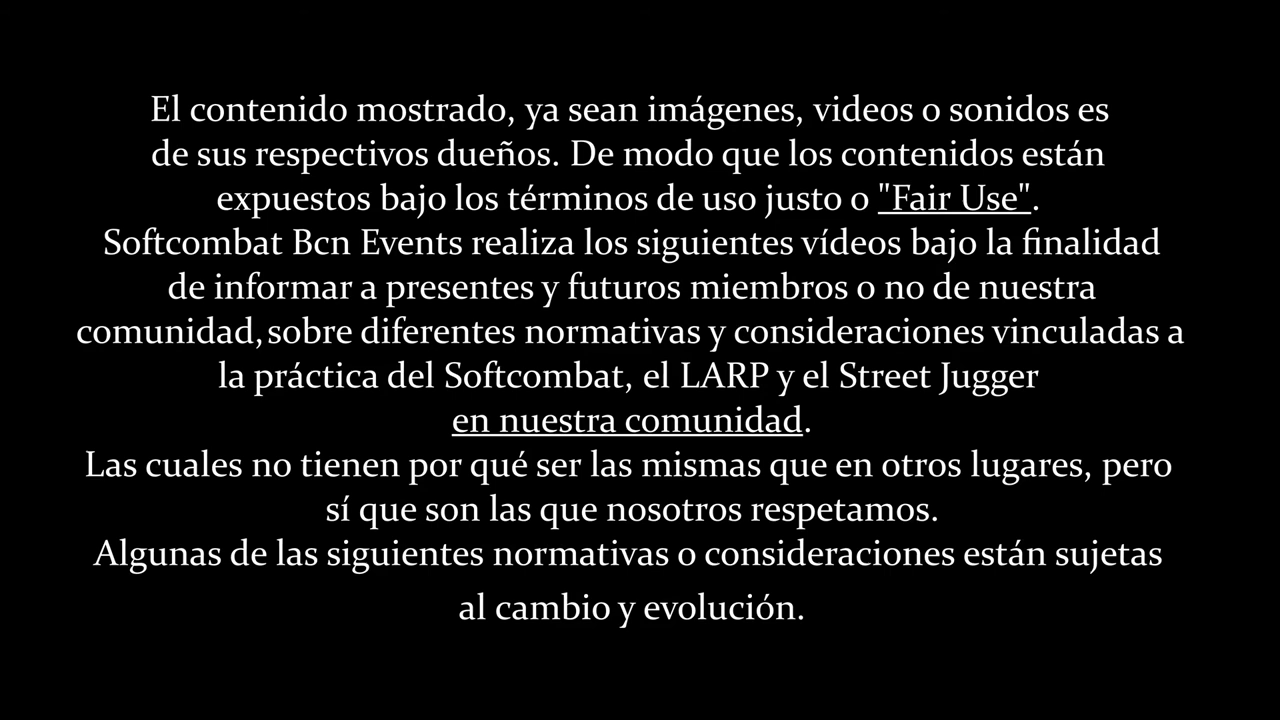 El contenido mostrado, ya sean imágenes, videos o sonidos es
de sus respectivos dueños. De modo que los contenidos están
expuestos bajo los términos de uso justo o "Fair Use".
Softcombat Bcn Events realiza los siguientes vídeos bajo la finalidad
de informar a presentes y futuros miembros o no de nuestra
comunidad, sobre diferentes normativas y consideraciones vinculadas a
la práctica del Softcombat, el LARP y el Street Jugger
en nuestra comunidad.
Las cuales no tienen por qué ser las mismas que en otros lugares, pero
sí que son las que nosotros respetamos.
Algunas de las siguientes normativas o consideraciones están sujetas
al cambio y evolución.